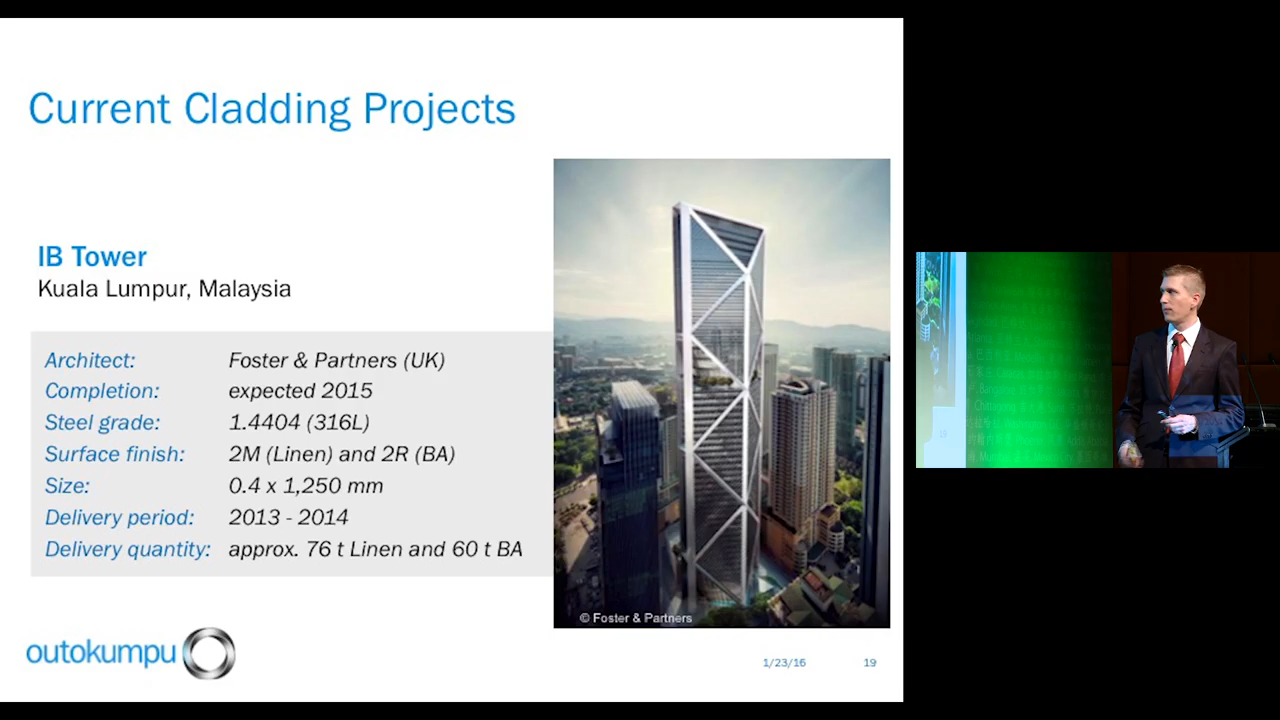 Current Cladding Projects
IB Tower
Kuala Lumpur, Malaysia
Architect: Foster & Partners (UK)
Completion: expected 2015
Steel grade: 1.4404 (316L)
Surface finish: 2M (Linen) and 2R (BA)
Size: 0.4 x 1,250 mm
Delivery period: 2013 - 2014
Delivery quantity: approx. 76 t Linen and 60 t BA
© Foster & Partners
outokumpu
1/23/16 19